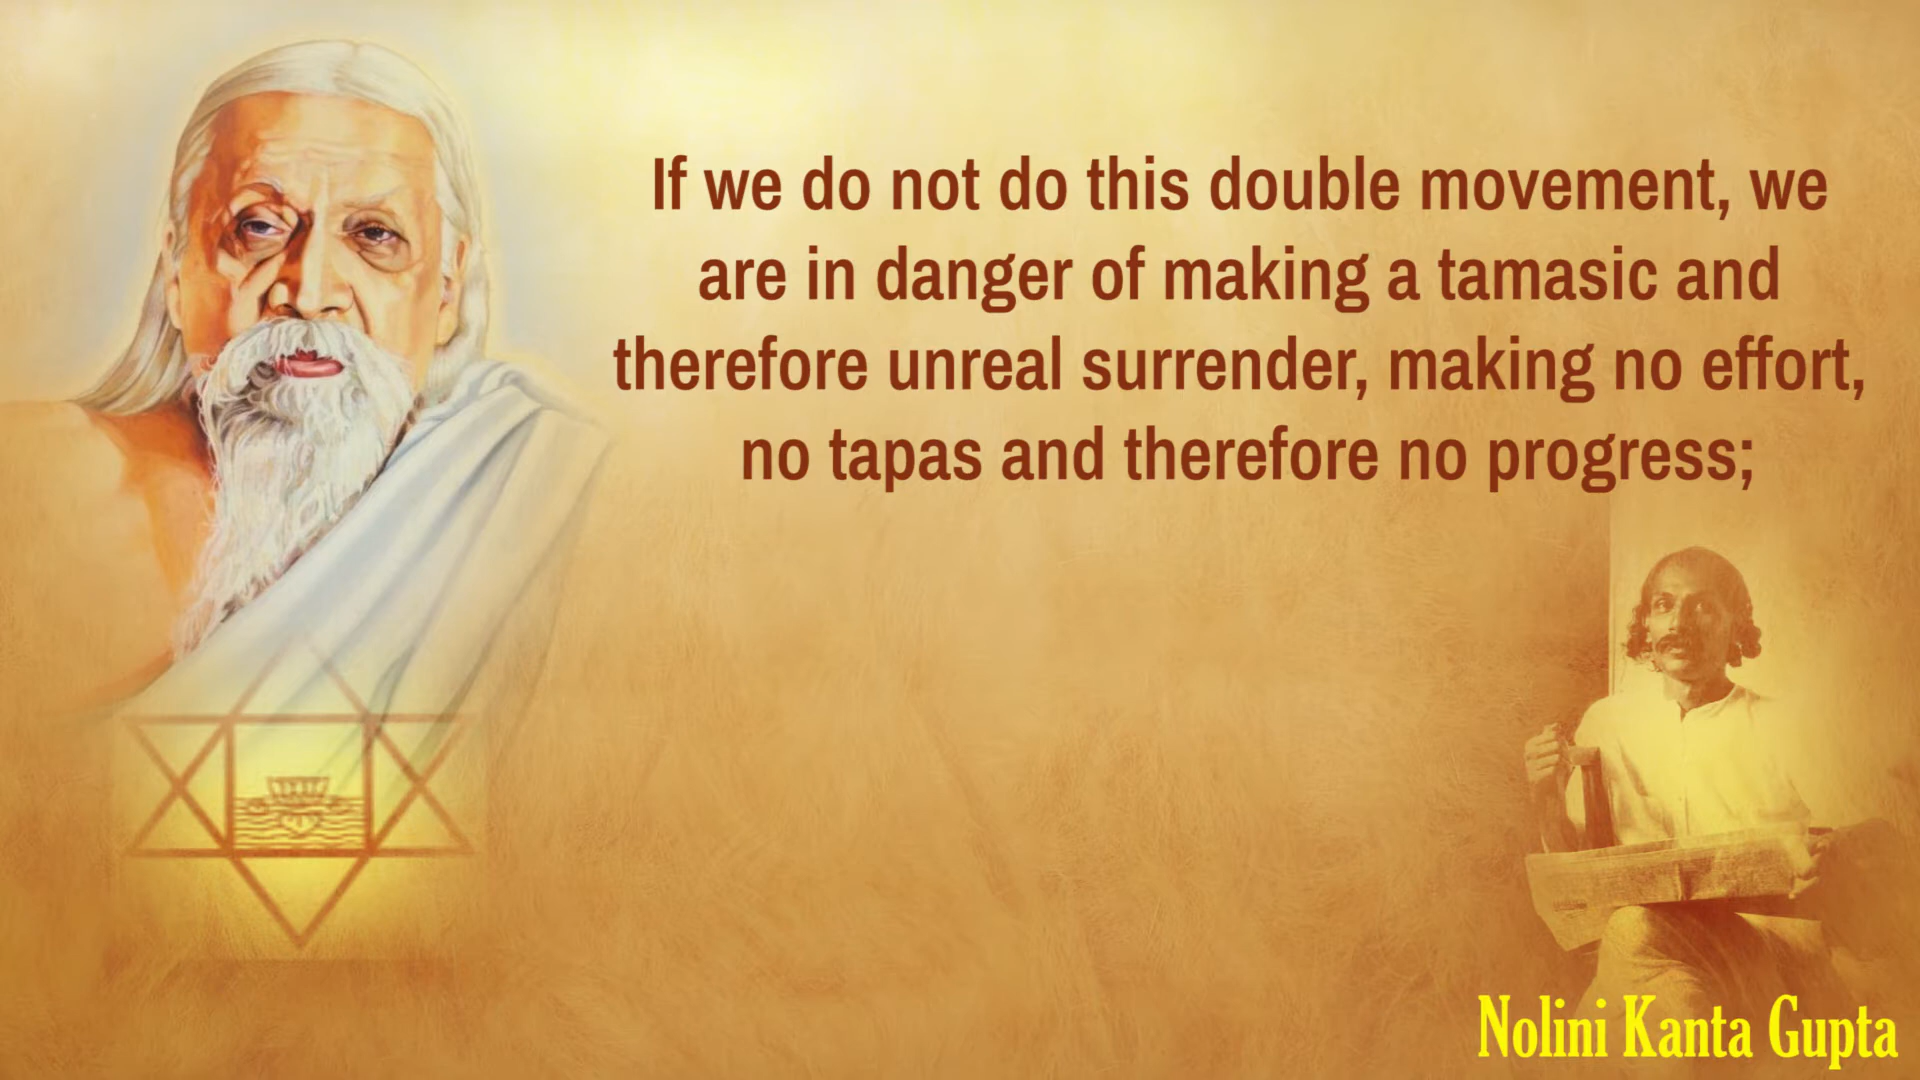 If we do not do this double movement, we
are in danger of making a tamasic and
therefore unreal surrender, making no effort,
no tapas and therefore no progress;
Nolini Kanta Gupta